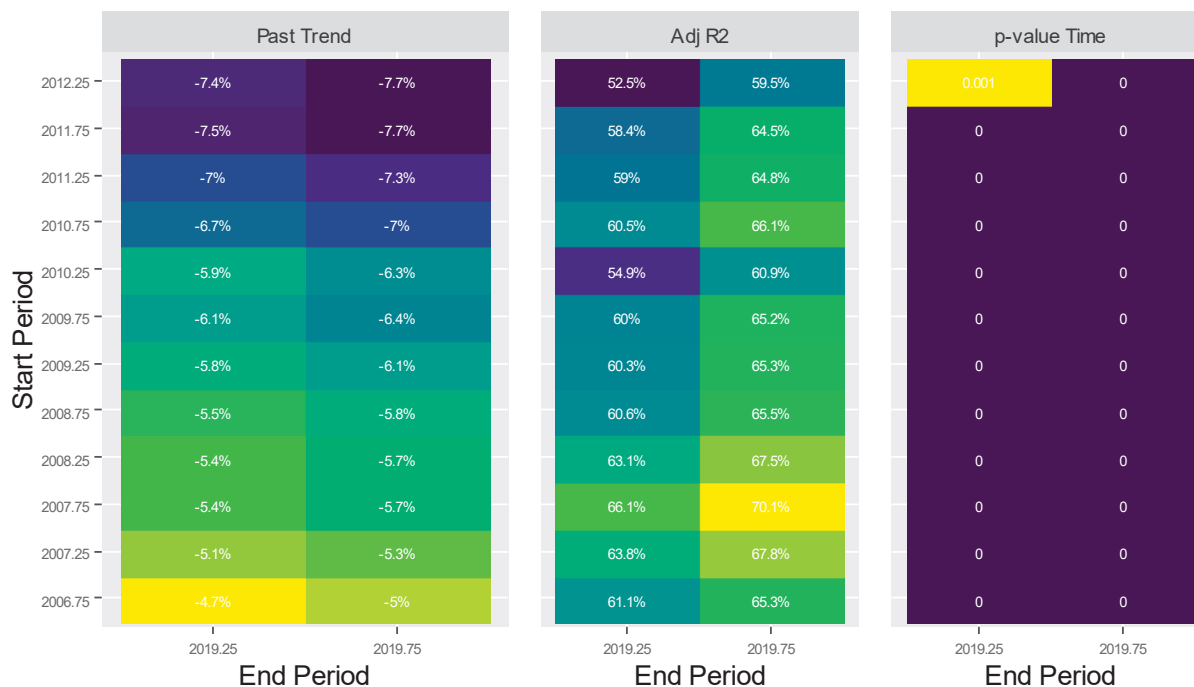 Past Trend Adj R2 p-value Time
2012.25 -7.4% -7.7% 52.5% 59.5% 0.001 0
2011.75 -7.5% -7.7% 58.4% 64.5% 0 0
2011.25 -7% -7.3% 59% 64.8% 0 0
2010.75 -6.7% -7% 60.5% 66.1% 0 0
2010.25 -5.9% -6.3% 54.9% 60.9% 0 0
2009.75 -6.1% -6.4% 60% 65.2% 0 0
2009.25 -5.8% -6.1% 60.3% 65.3% 0 0
2008.75 -5.5% -5.8% 60.6% 65.5% 0 0
2008.25 -5.4% -5.7% 63.1% 67.5% 0 0
2007.75 -5.4% -5.7% 66.1% 70.1% 0 0
2007.25 -5.1% -5.3% 63.8% 67.8% 0 0
2006.75 -4.7% -5% 61.1% 65.3% 0 0
Start Period
2019.25 2019.75 2019.25 2019.75 2019.25 2019.75
End Period End Period End Period